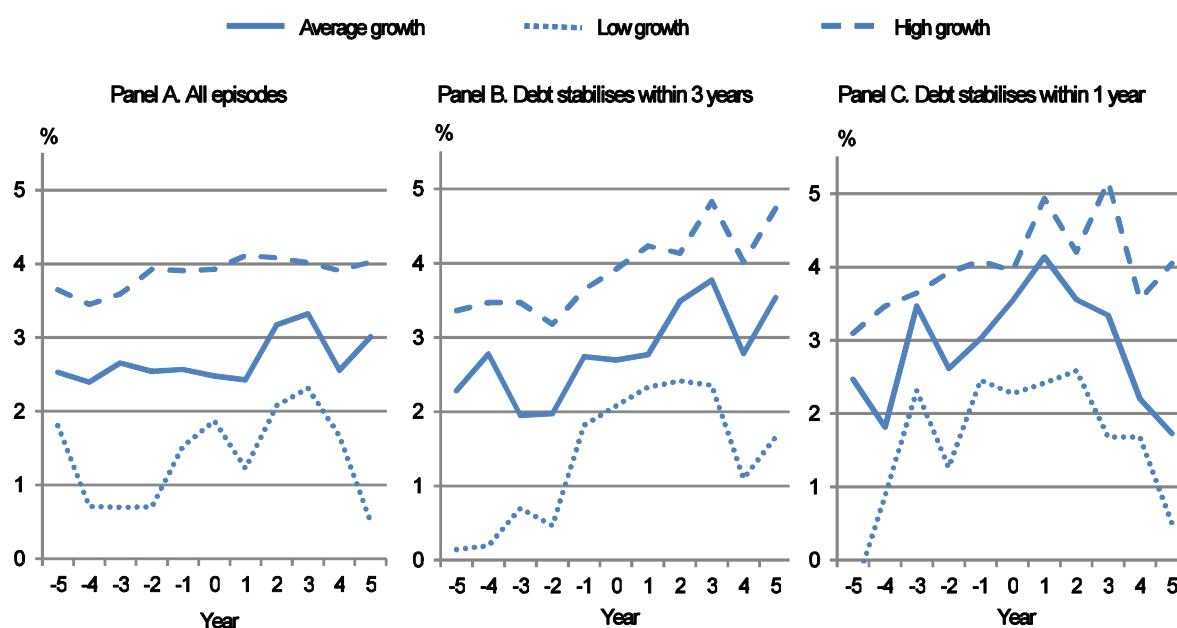 Average growth Low growth High growth
Panel A. All episodes
%
5
4
3
2
1
0
-5 -4 -3 -2 -1 0 1 2 3 4 5
Year
Panel B. Debt stabilises within 3 years
%
5
4
3
2
1
0
-5 -4 -3 -2 -1 0 1 2 3 4 5
Year
Panel C. Debt stabilises within 1 year
%
5
4
3
2
1
0
-5 -4 -3 -2 -1 0 1 2 3 4 5
Year